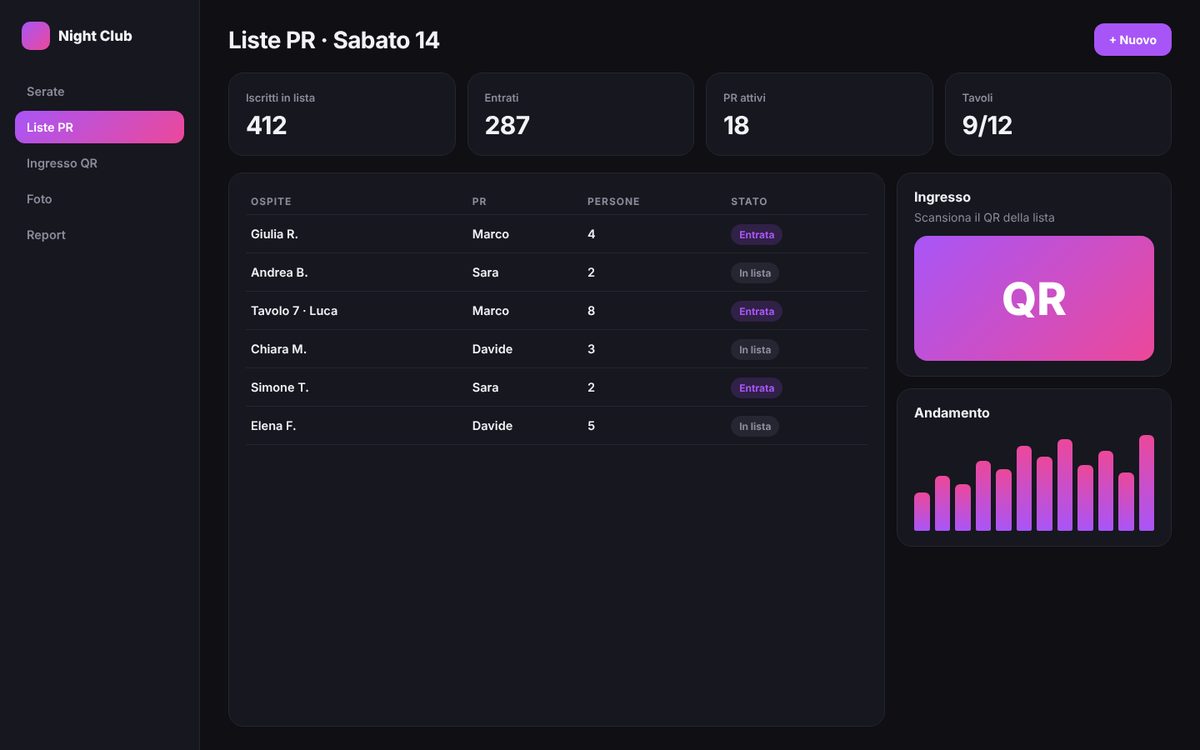 Night Club
Serate
Liste PR
Ingresso QR
Foto
Report
Liste PR · Sabato 14
+ Nuovo
Iscritti in lista
412
Entrati
287
PR attivi
18
Tavoli
9/12
OSPITE PR PERSONE STATO
Giulia R. Marco 4 Entrata
Andrea B. Sara 2 In lista
Tavolo 7 · Luca Marco 8 Entrata
Chiara M. Davide 3 In lista
Simone T. Sara 2 Entrata
Elena F. Davide 5 In lista
Ingresso
Scansiona il QR della lista
QR
Andamento